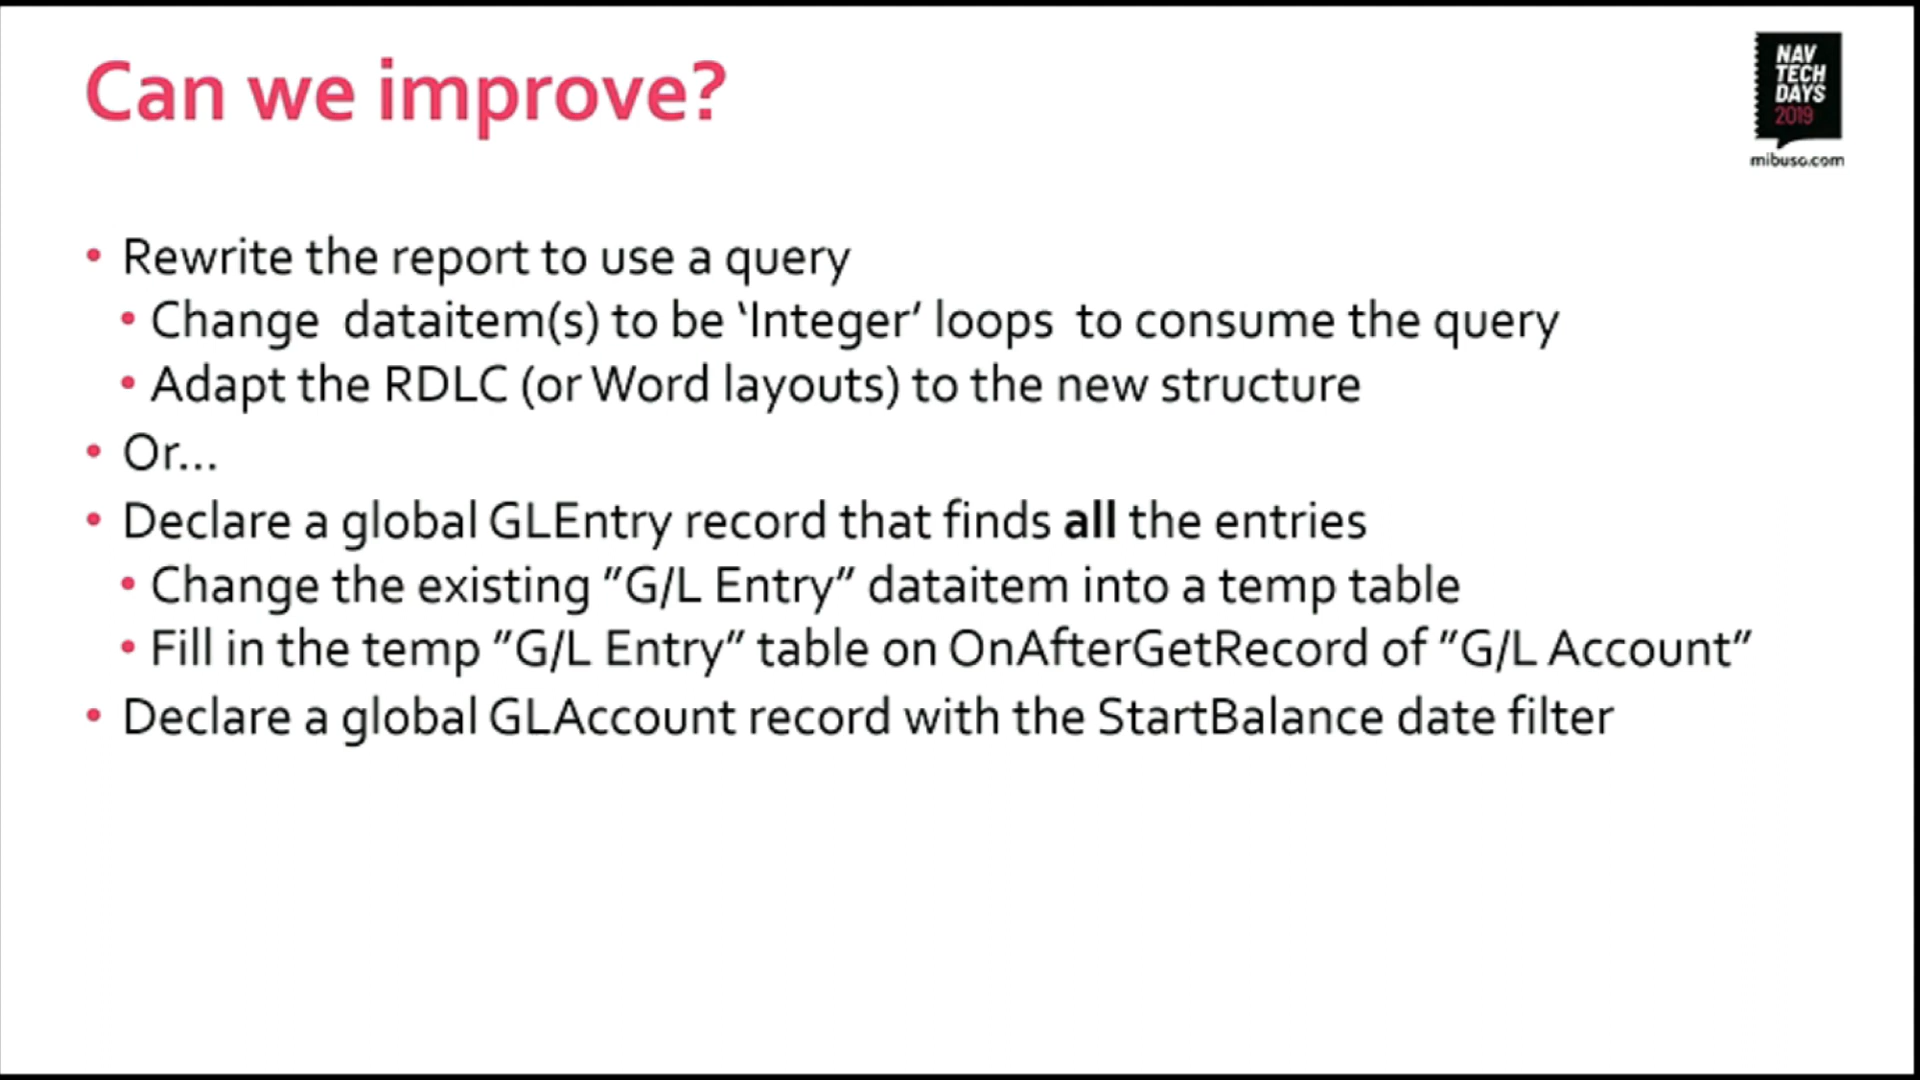 Can we improve?
NAV
TECH
DAYS
2019
mibuso.com
• Rewrite the report to use a query
• Change dataitem(s) to be ‘Integer’ loops to consume the query
• Adapt the RDLC (or Word layouts) to the new structure
• Or...
• Declare a global GLEntry record that finds all the entries
• Change the existing ”G/L Entry” dataitem into a temp table
• Fill in the temp ”G/L Entry” table on OnAfterGetRecord of ”G/L Account”
• Declare a global GLAccount record with the StartBalance date filter